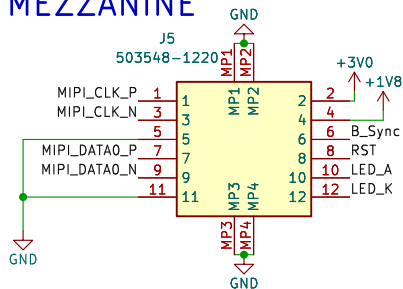 MEZZANINE
GND
J5
503548-1220
MP1
MP2
+3V0
+1V8
MIPI_CLK_P 1 1 MP1 MP2 2 2
MIPI_CLK_N 3 3 4 4
5 5 6 6 B_Sync
MIPI_DATA0_P 7 7 8 8 RST
MIPI_DATA0_N 9 9 10 10 LED_A
11 11 12 12 LED_K
MP3 MP4
MP3
MP4
GND
GND